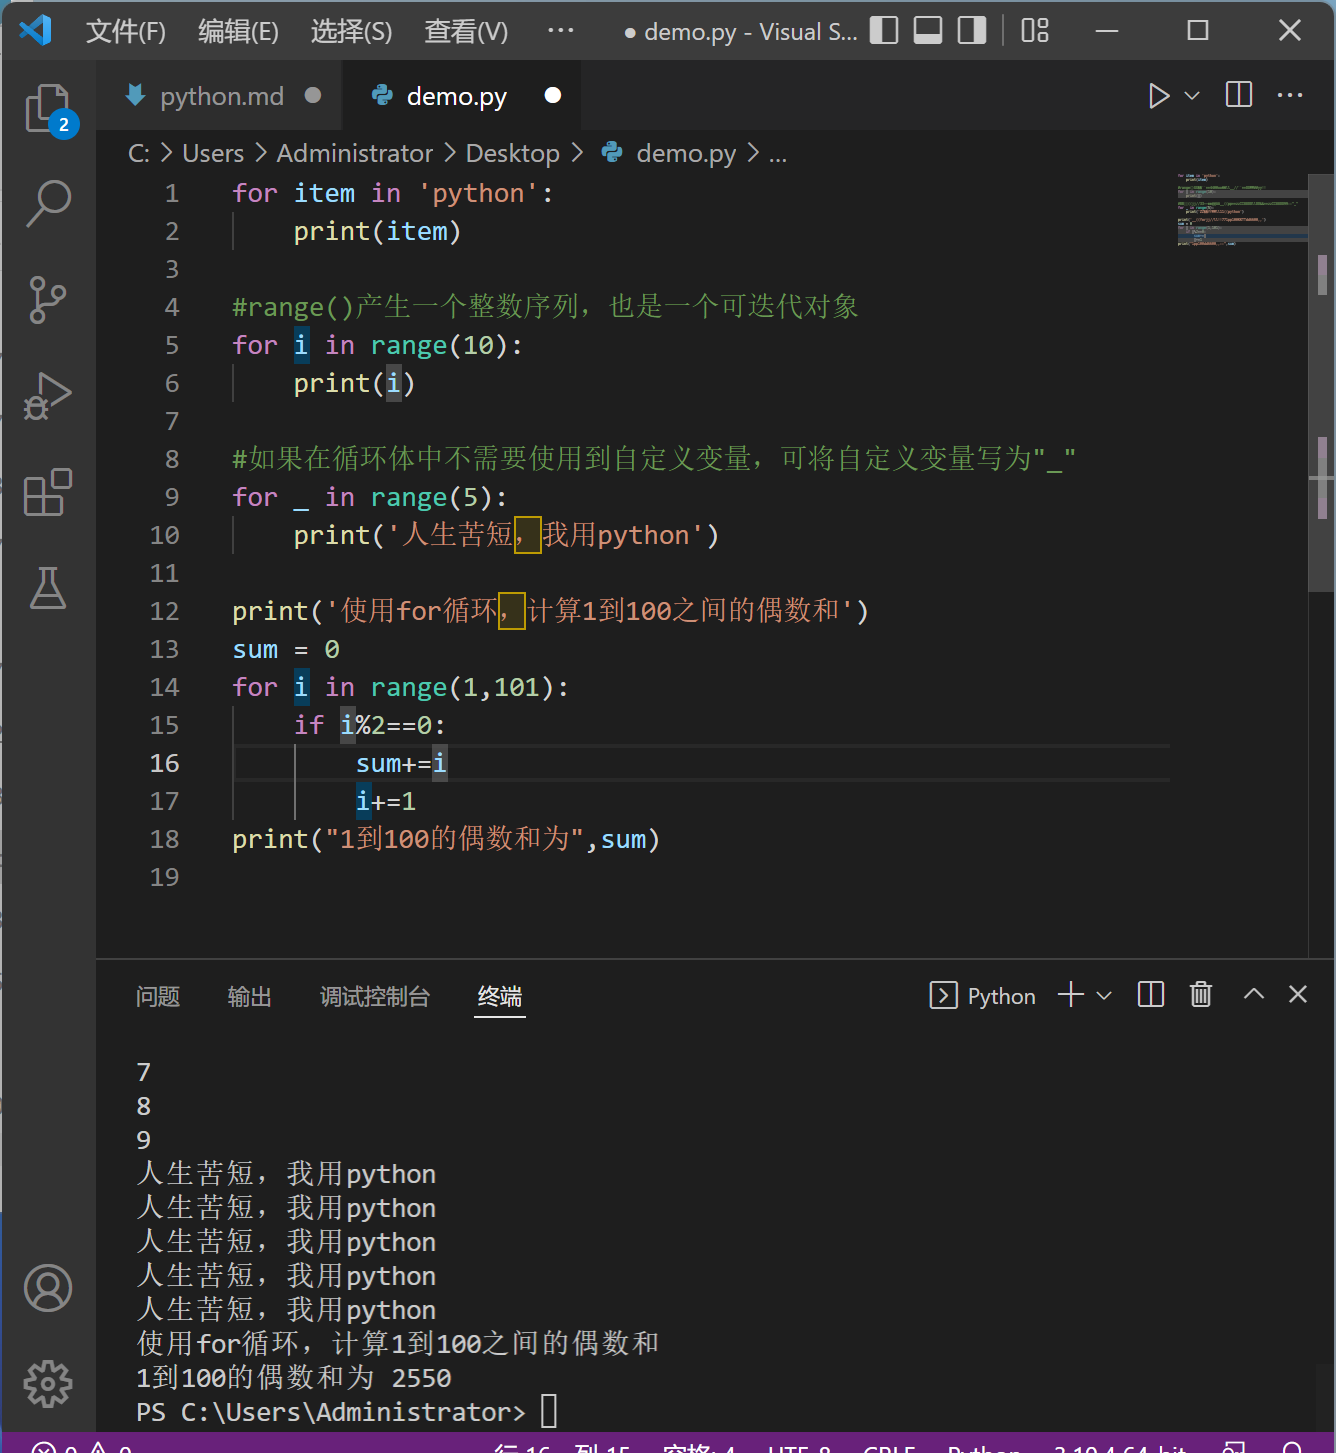 文件(F) 编辑(E) 选择(S) 查看(V) ··· ● demo.py - Visual S...
python.md ● demo.py ●
C: > Users > Administrator > Desktop > demo.py > ...
2
1 for item in 'python':
2 print(item)
3
4 #range()产生一个整数序列，也是一个可迭代对象
5 for i in range(10):
6 print(i)
7
8 #如果在循环体中不需要使用到自定义变量，可将自定义变量写为"_"
9 for _ in range(5):
10 print('人生苦短，我用python')
11
12 print('使用for循环，计算1到100之间的偶数和')
13 sum = 0
14 for i in range(1,101):
15 if i%2==0:
16 sum+=i
17 i+=1
18 print("1到100的偶数和为",sum)
19
问题 输出 调试控制台 终端 Python
7
8
9
人生苦短，我用python
人生苦短，我用python
人生苦短，我用python
人生苦短，我用python
人生苦短，我用python
使用for循环，计算1到100之间的偶数和
1到100的偶数和为 2550
PS C:\Users\Administrator>
0 0 行 16，列 15 空格: 4 UTF-8 CRLF Python 3.10.4 64-bit